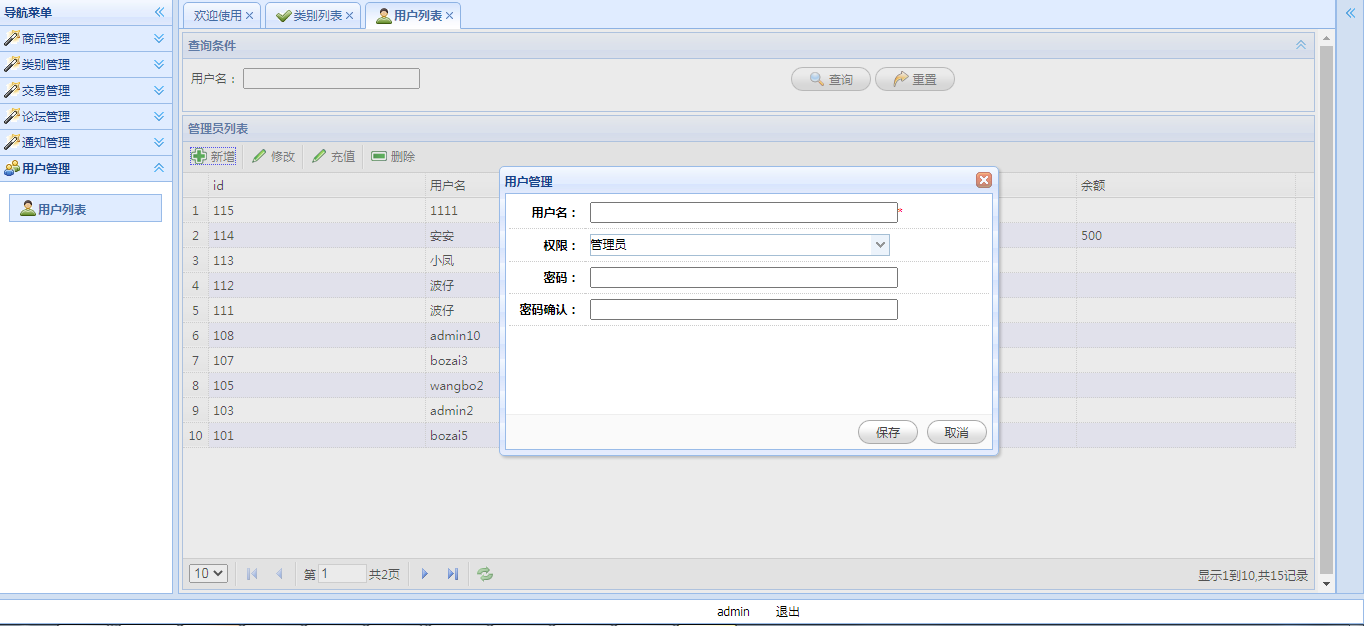 导航菜单
商品管理
类别管理
交易管理
论坛管理
通知管理
用户管理
用户列表
欢迎使用 类别列表 用户列表
查询条件
用户名： 查询 重置
管理员列表
新增 修改 充值 删除
id 用户名 余额
1 115 1111
2 114 安安 500
3 113 小凤
4 112 波仔
5 111 波仔
6 108 admin10
7 107 bozai3
8 105 wangbo2
9 103 admin2
10 101 bozai5
用户管理
用户名： *
权限： 管理员
密码：
密码确认：
保存 取消
10 第 1 共2页 显示1到10,共15记录
admin 退出